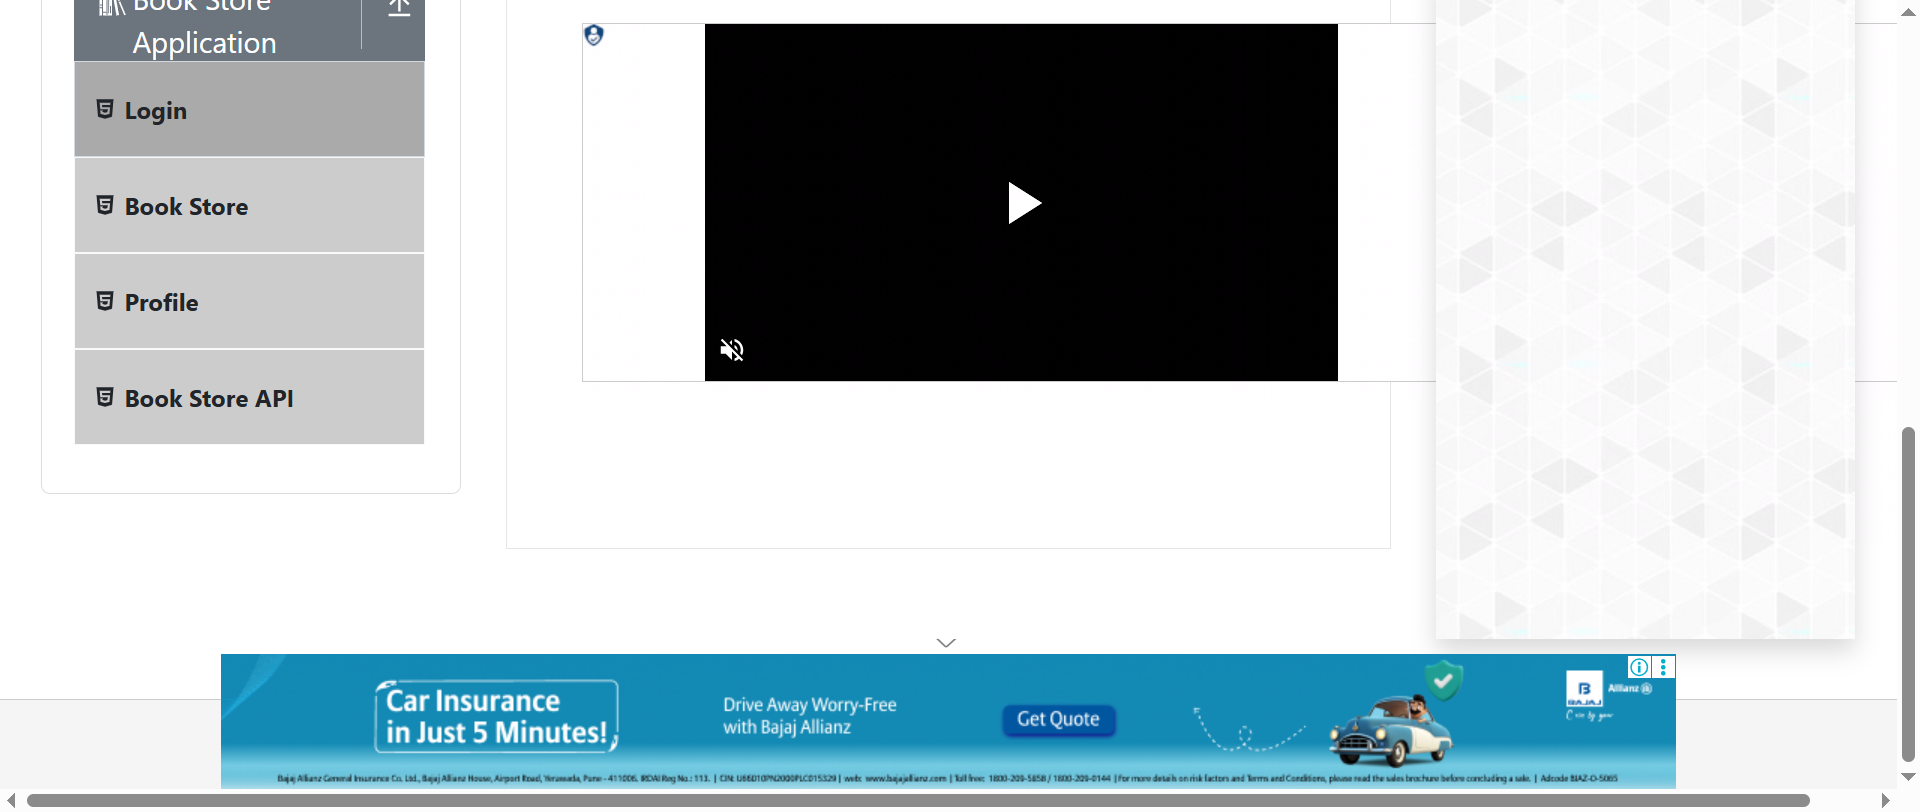 Book Store
Application
Login
Book Store
Profile
Book Store API
Car Insurance
in Just 5 Minutes!
Drive Away Worry-Free
with Bajaj Allianz
Get Quote
B
BAJAJ
Allianz
Bajaj Allianz General Insurance Co. Ltd., Bajaj Allianz House, Airport Road, Yerawada, Pune - 411006. IRDAI Reg No.: 113. | CIN: U66010PN2000PLC015329 | web: www.bajajallianz.com | Toll free: 1800-209-5858 / 1800-209-0144 | For more details on risk factors and Terms and Conditions, please read the sales brochure before concluding a sale. | Adcode BIAZ-O-5065